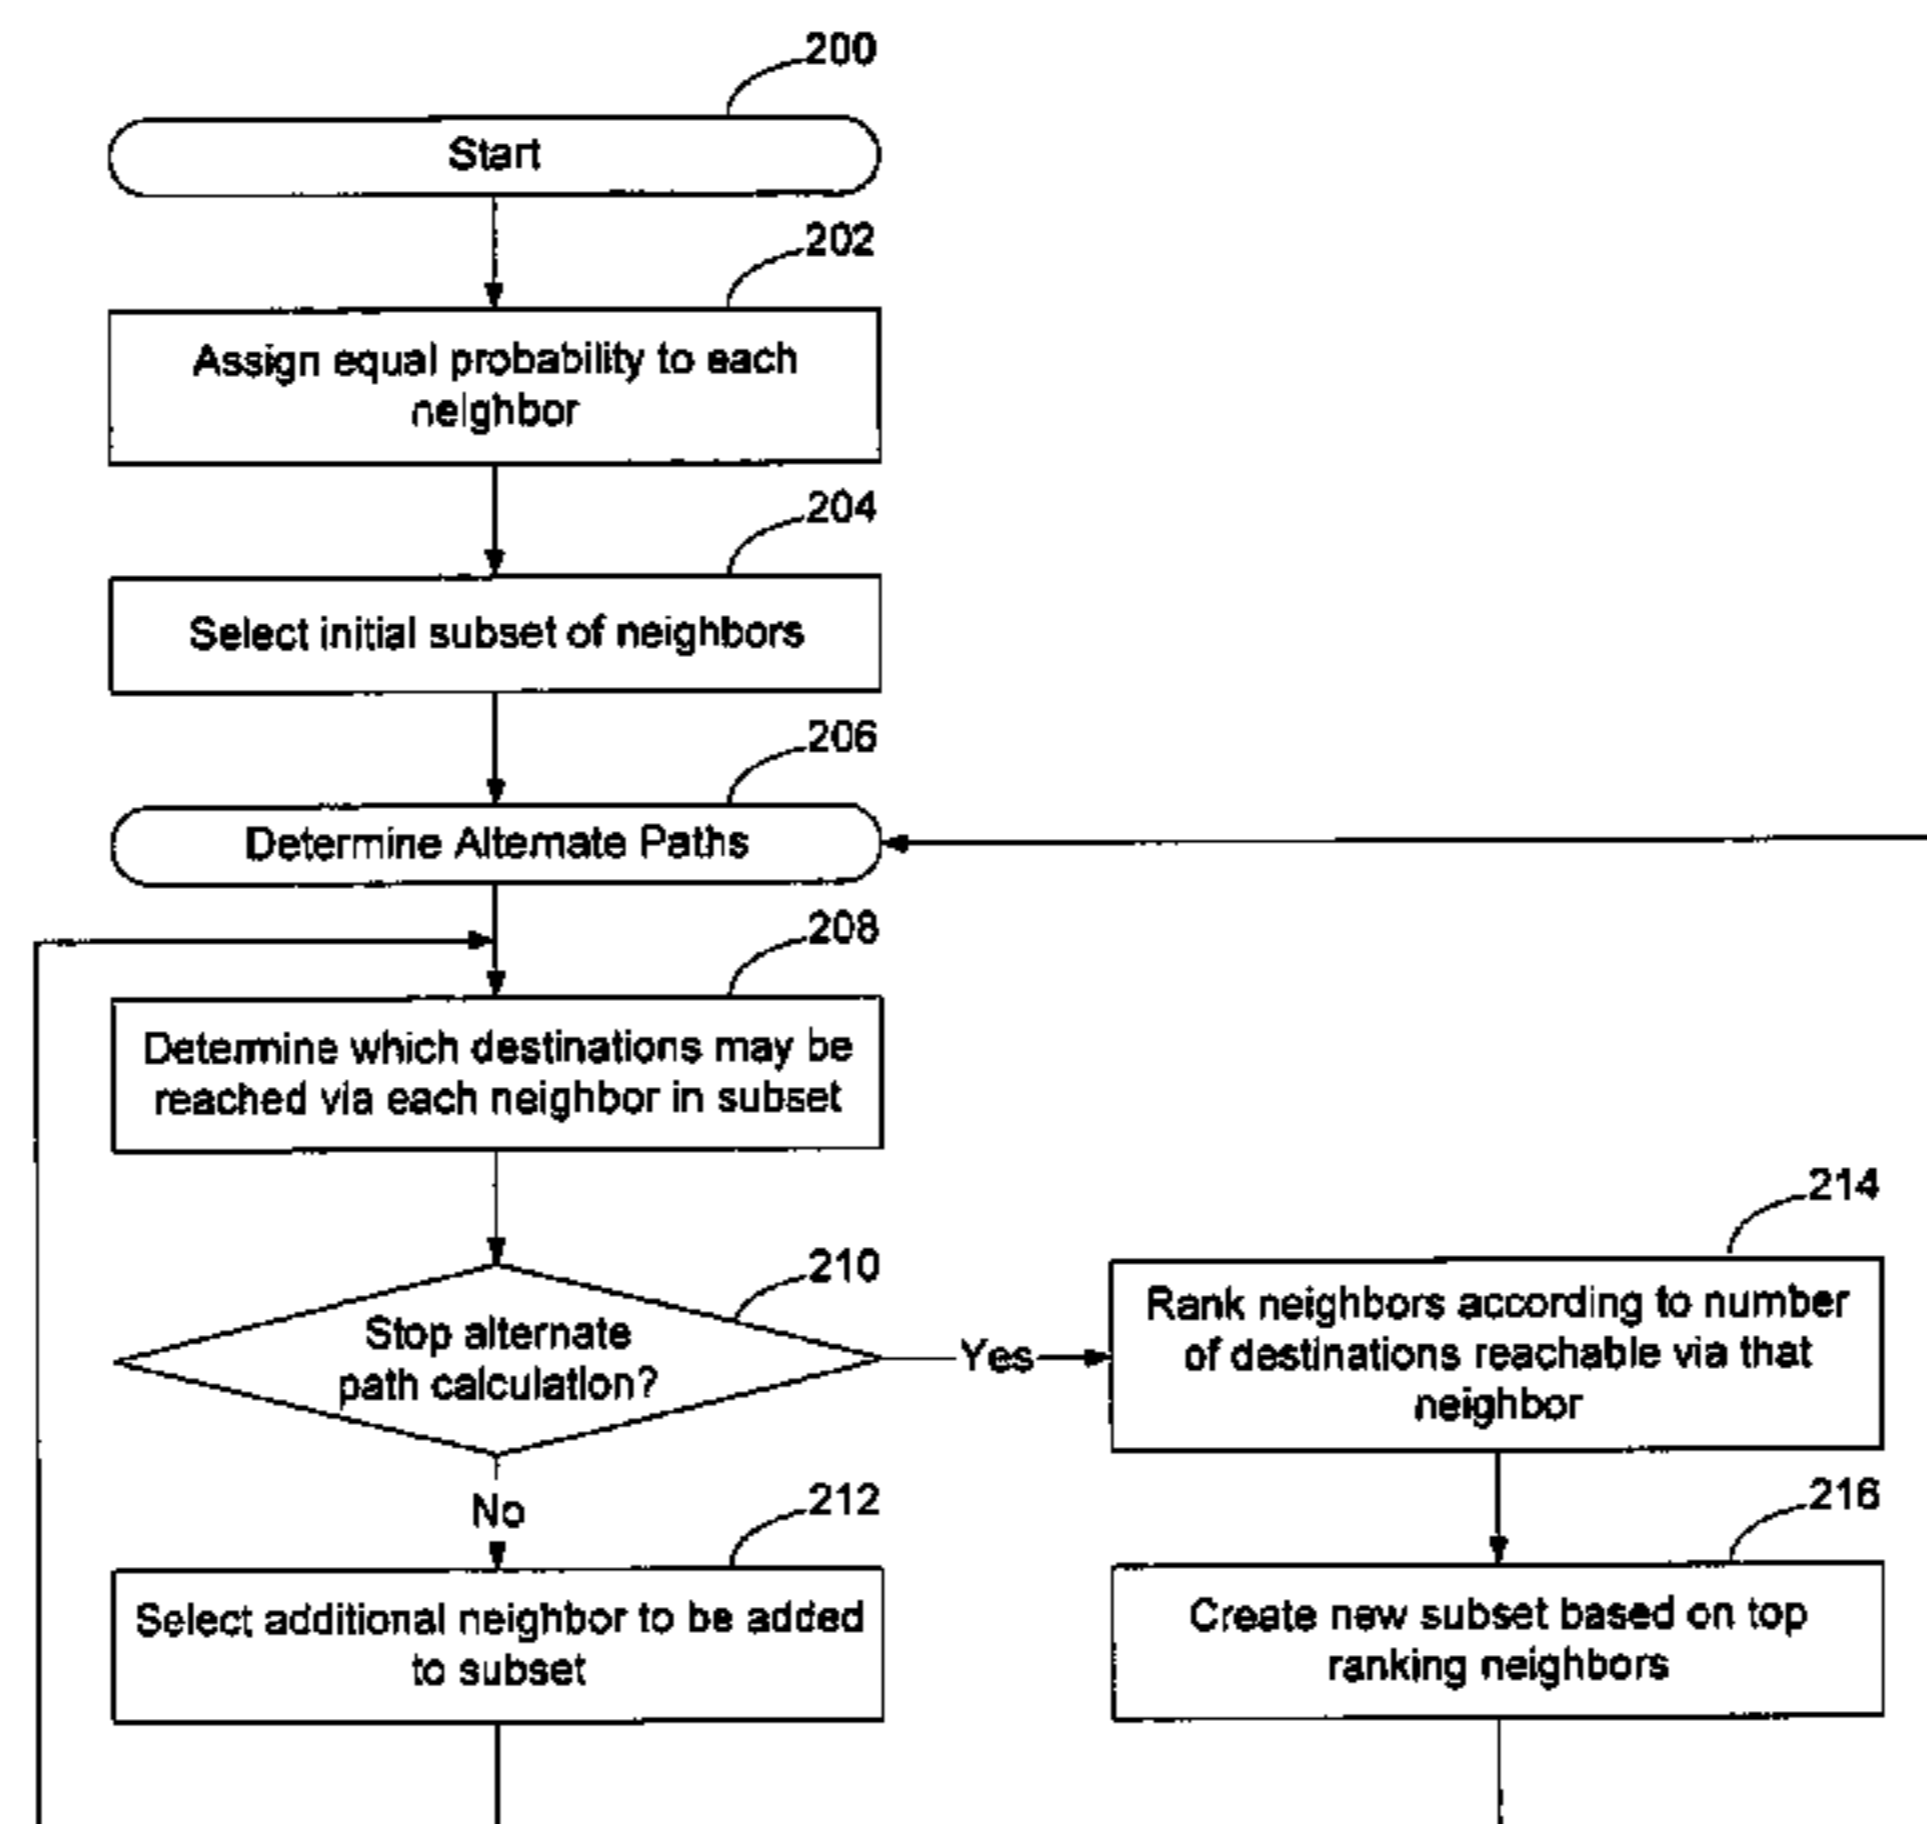 200
Start
202
Assign equal probability to each
neighbor
204
Select initial subset of neighbors
206
Determine Alternate Paths
208
Determine which destinations may be
reached via each neighbor in subset
210
Stop alternate
path calculation?
Yes
214
Rank neighbors according to number
of destinations reachable via that
neighbor
No
212
Select additional neighbor to be added
to subset
216
Create new subset based on top
ranking neighbors